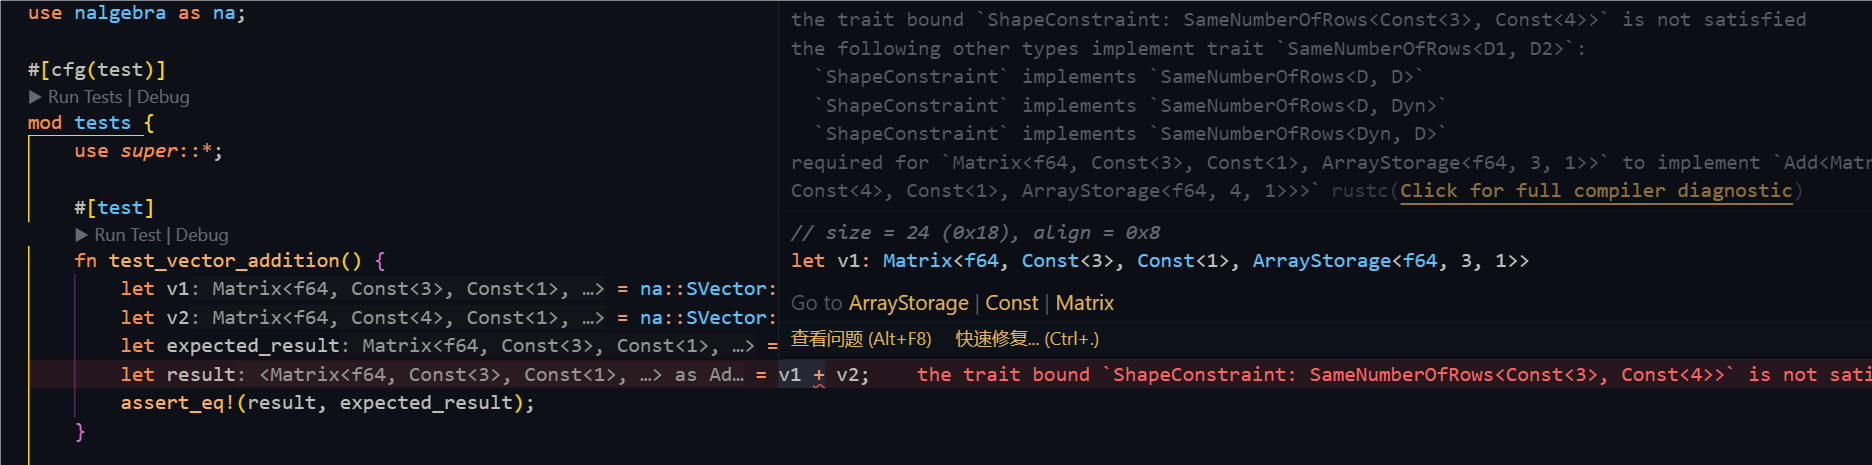 use nalgebra as na;
#[cfg(test)]
▶ Run Tests | Debug
mod tests {
use super::*;
#[test]
▶ Run Test | Debug
fn test_vector_addition() {
let v1: Matrix<f64, Const<3>, Const<1>, …> = na::SVector:
let v2: Matrix<f64, Const<4>, Const<1>, …> = na::SVector:
let expected_result: Matrix<f64, Const<3>, Const<1>, …> =
let result: <Matrix<f64, Const<3>, Const<1>, …> as Ad… = v1 + v2; the trait bound `ShapeConstraint: SameNumberOfRows<Const<3>, Const<4>>` is not sati
assert_eq!(result, expected_result);
}
the trait bound `ShapeConstraint: SameNumberOfRows<Const<3>, Const<4>>` is not satisfied
the following other types implement trait `SameNumberOfRows<D1, D2>`:
`ShapeConstraint` implements `SameNumberOfRows<D, D>`
`ShapeConstraint` implements `SameNumberOfRows<D, Dyn>`
`ShapeConstraint` implements `SameNumberOfRows<Dyn, D>`
required for `Matrix<f64, Const<3>, Const<1>, ArrayStorage<f64, 3, 1>>` to implement `Add<Matr
Const<4>, Const<1>, ArrayStorage<f64, 4, 1>>>` rustc(Click for full compiler diagnostic)
// size = 24 (0x18), align = 0x8
let v1: Matrix<f64, Const<3>, Const<1>, ArrayStorage<f64, 3, 1>>
Go to ArrayStorage | Const | Matrix
查看问题 (Alt+F8) 快速修复... (Ctrl+.)